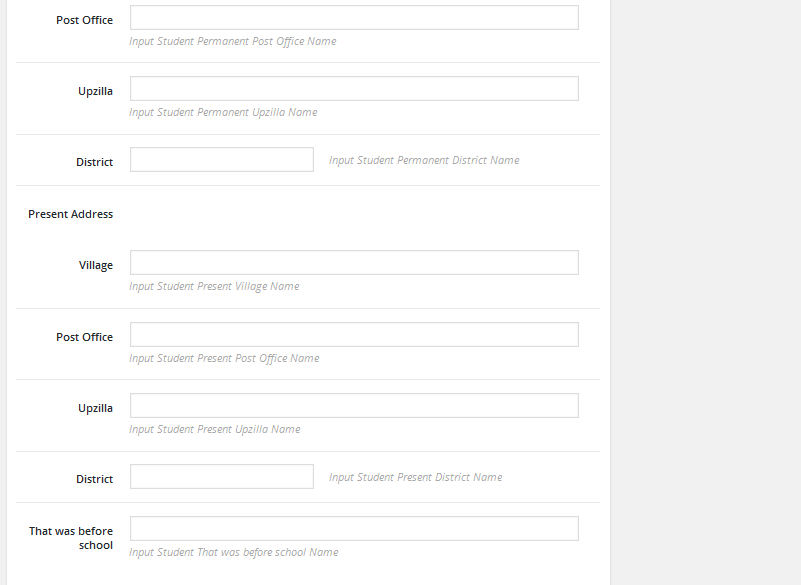 Post Office
Input Student Permanent Post Office Name
Upzilla
Input Student Permanent Upzilla Name
District Input Student Permanent District Name
Present Address
Village
Input Student Present Village Name
Post Office
Input Student Present Post Office Name
Upzilla
Input Student Present Upzilla Name
District Input Student Present District Name
That was before
school
Input Student That was before school Name